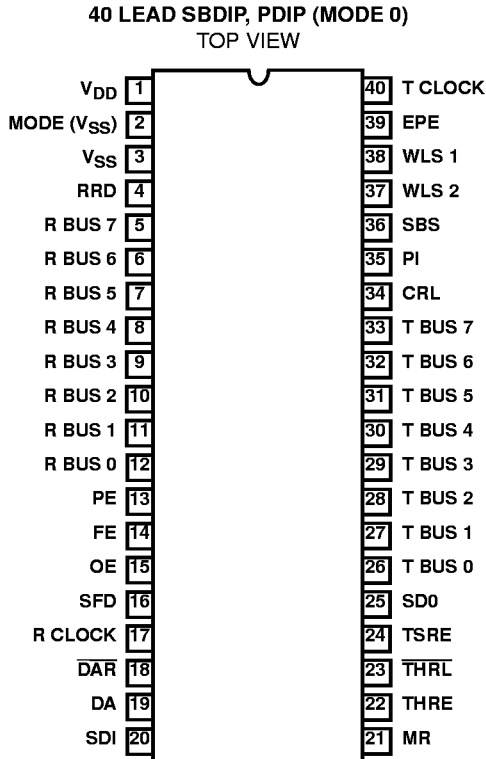 40 LEAD SBDIP, PDIP (MODE 0)
TOP VIEW
VDD 1 40 T CLOCK
MODE (VSS) 2 39 EPE
VSS 3 38 WLS 1
RRD 4 37 WLS 2
R BUS 7 5 36 SBS
R BUS 6 6 35 PI
R BUS 5 7 34 CRL
R BUS 4 8 33 T BUS 7
R BUS 3 9 32 T BUS 6
R BUS 2 10 31 T BUS 5
R BUS 1 11 30 T BUS 4
R BUS 0 12 29 T BUS 3
PE 13 28 T BUS 2
FE 14 27 T BUS 1
OE 15 26 T BUS 0
SFD 16 25 SD0
R CLOCK 17 24 TSRE
D̅A̅R̅ 18 23 T̅H̅R̅L̅
DA 19 22 THRE
SDI 20 21 MR